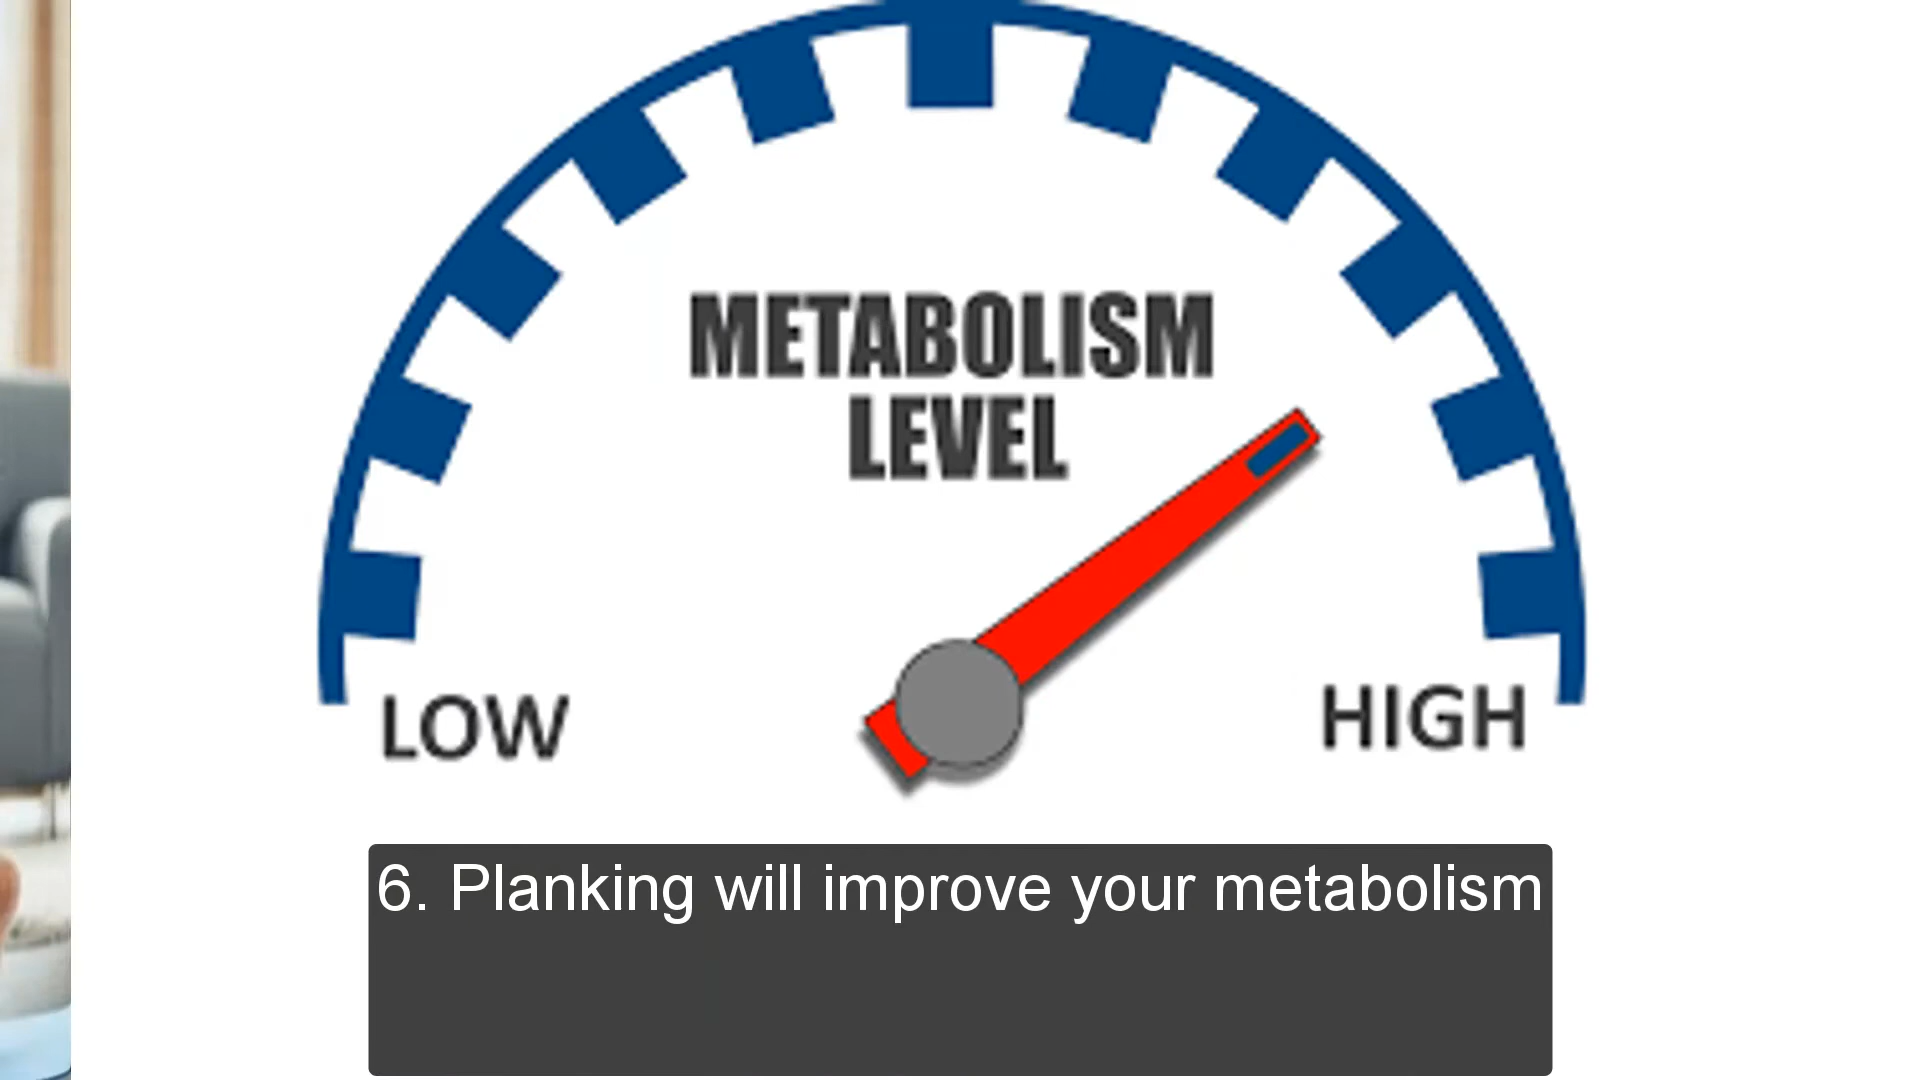 METABOLISM
LEVEL
LOW
HIGH
6. Planking will improve your metabolism